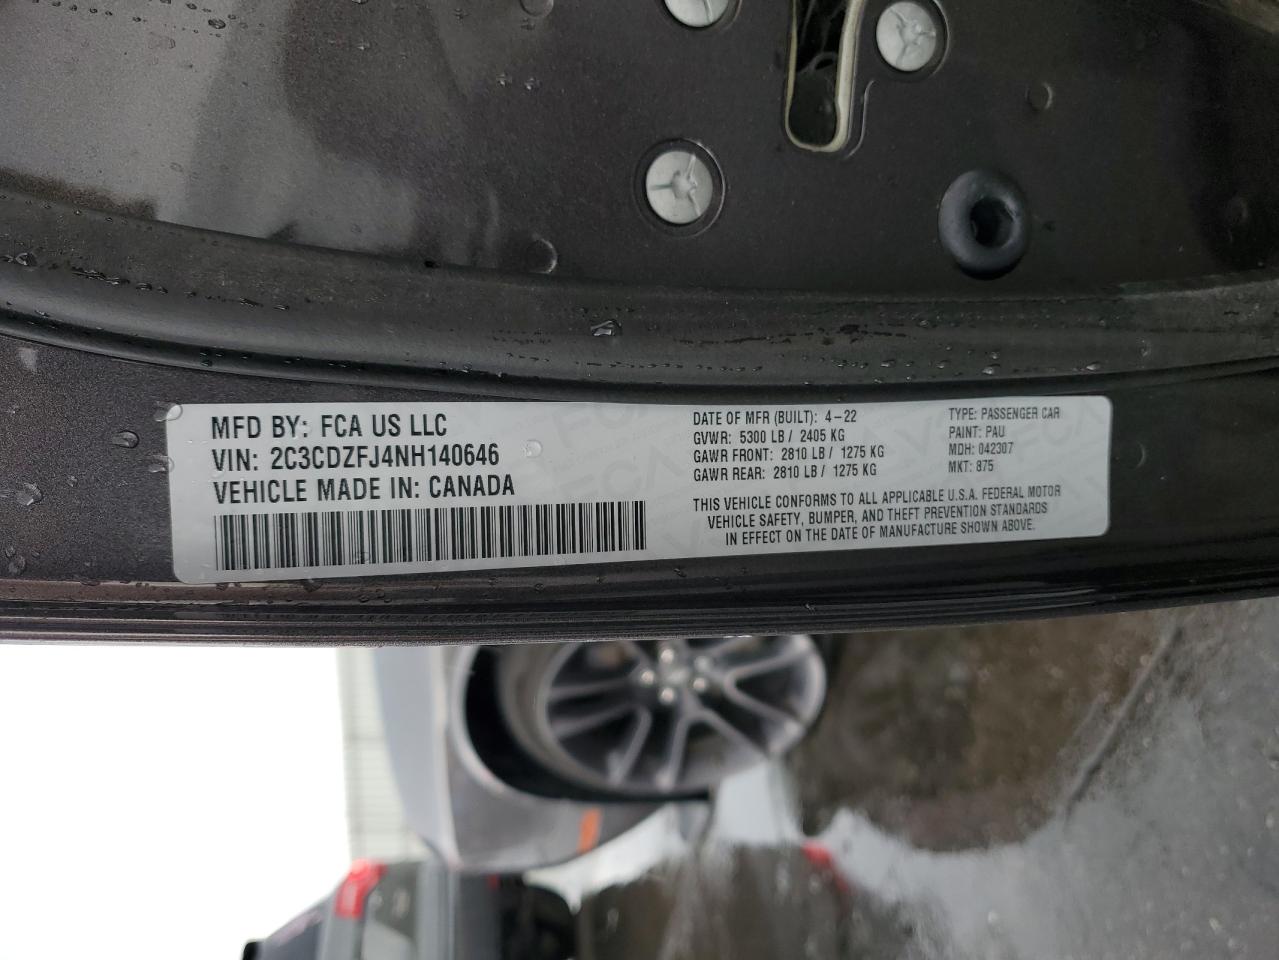 MFD BY: FCA US LLC
VIN: 2C3CDZFJ4NH140646
VEHICLE MADE IN: CANADA
DATE OF MFR (BUILT): 4-22
GVWR: 5300 LB / 2405 KG
GAWR FRONT: 2810 LB / 1275 KG
GAWR REAR: 2810 LB / 1275 KG
TYPE: PASSENGER CAR
PAINT: PAU
MDH: 042307
MKT: 875
THIS VEHICLE CONFORMS TO ALL APPLICABLE U.S.A. FEDERAL MOTOR
VEHICLE SAFETY, BUMPER, AND THEFT PREVENTION STANDARDS
IN EFFECT ON THE DATE OF MANUFACTURE SHOWN ABOVE.